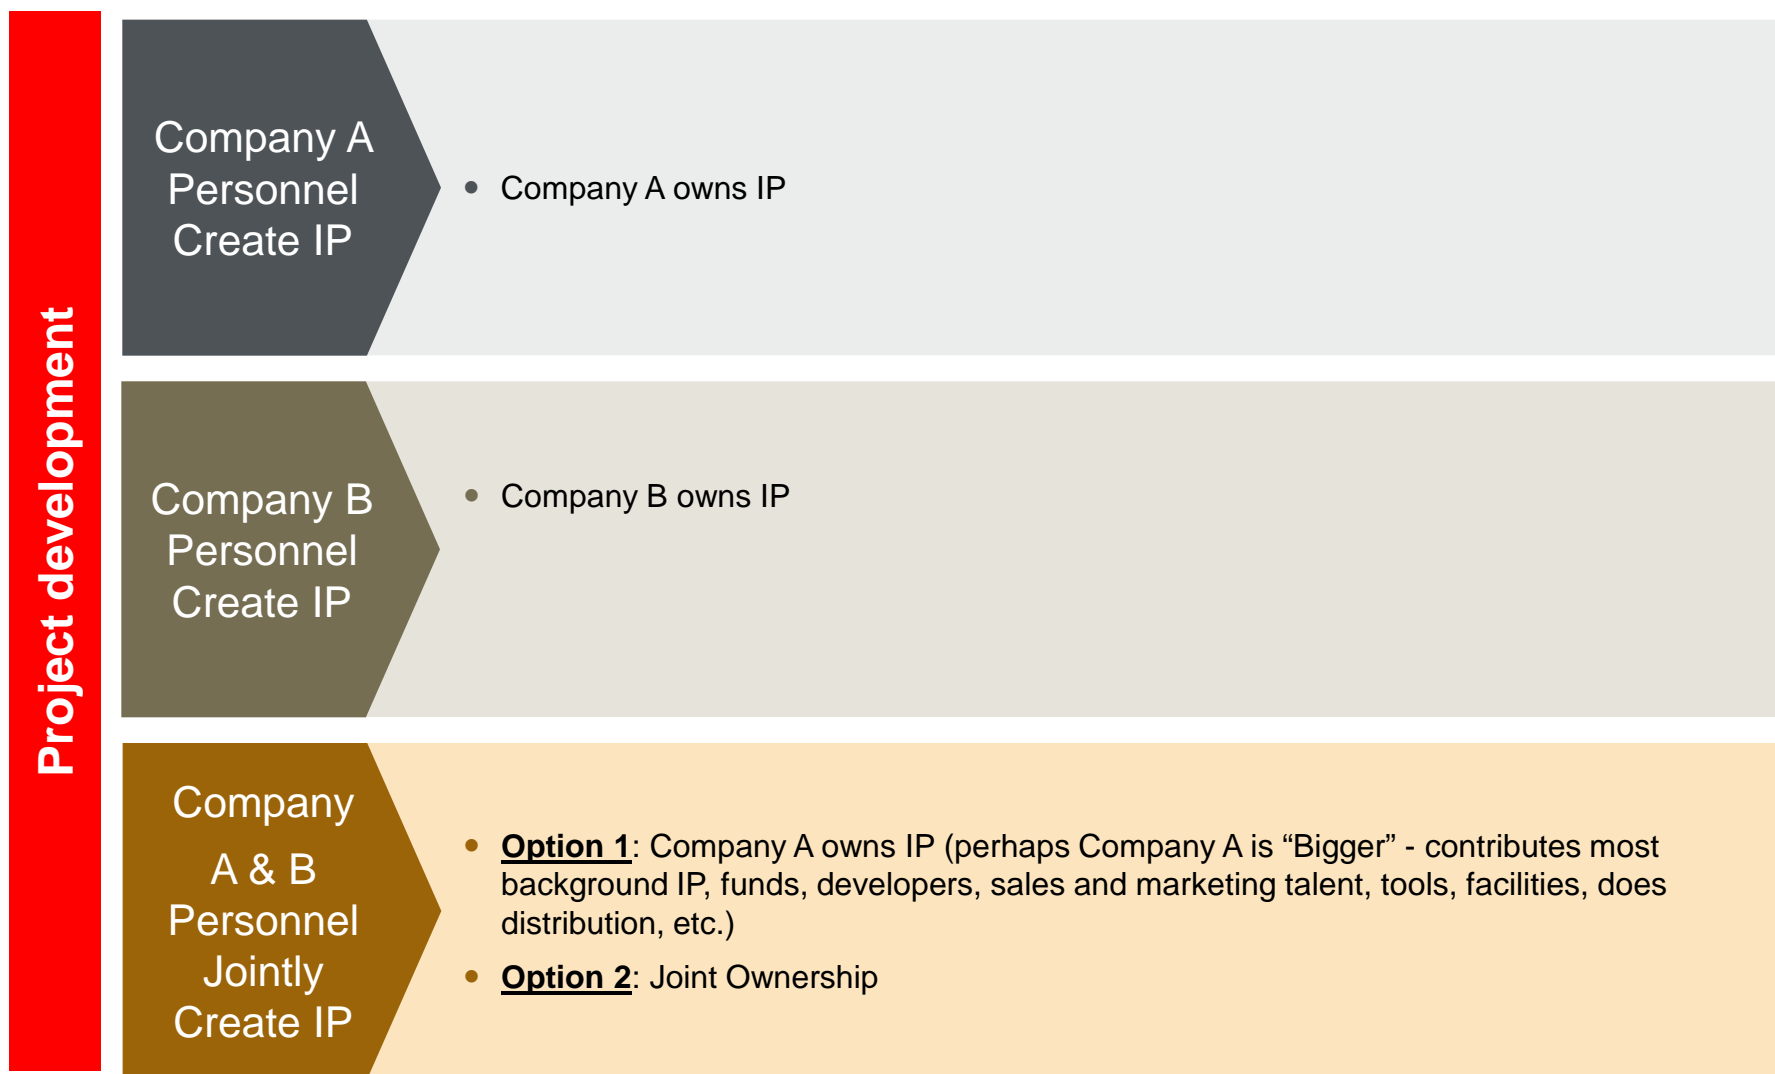 Project development
Company A
Personnel
Create IP
• Company A owns IP
Company B
Personnel
Create IP
• Company B owns IP
Company
A & B
Personnel
Jointly
Create IP
• Option 1: Company A owns IP (perhaps Company A is “Bigger” - contributes most
background IP, funds, developers, sales and marketing talent, tools, facilities, does
distribution, etc.)
• Option 2: Joint Ownership